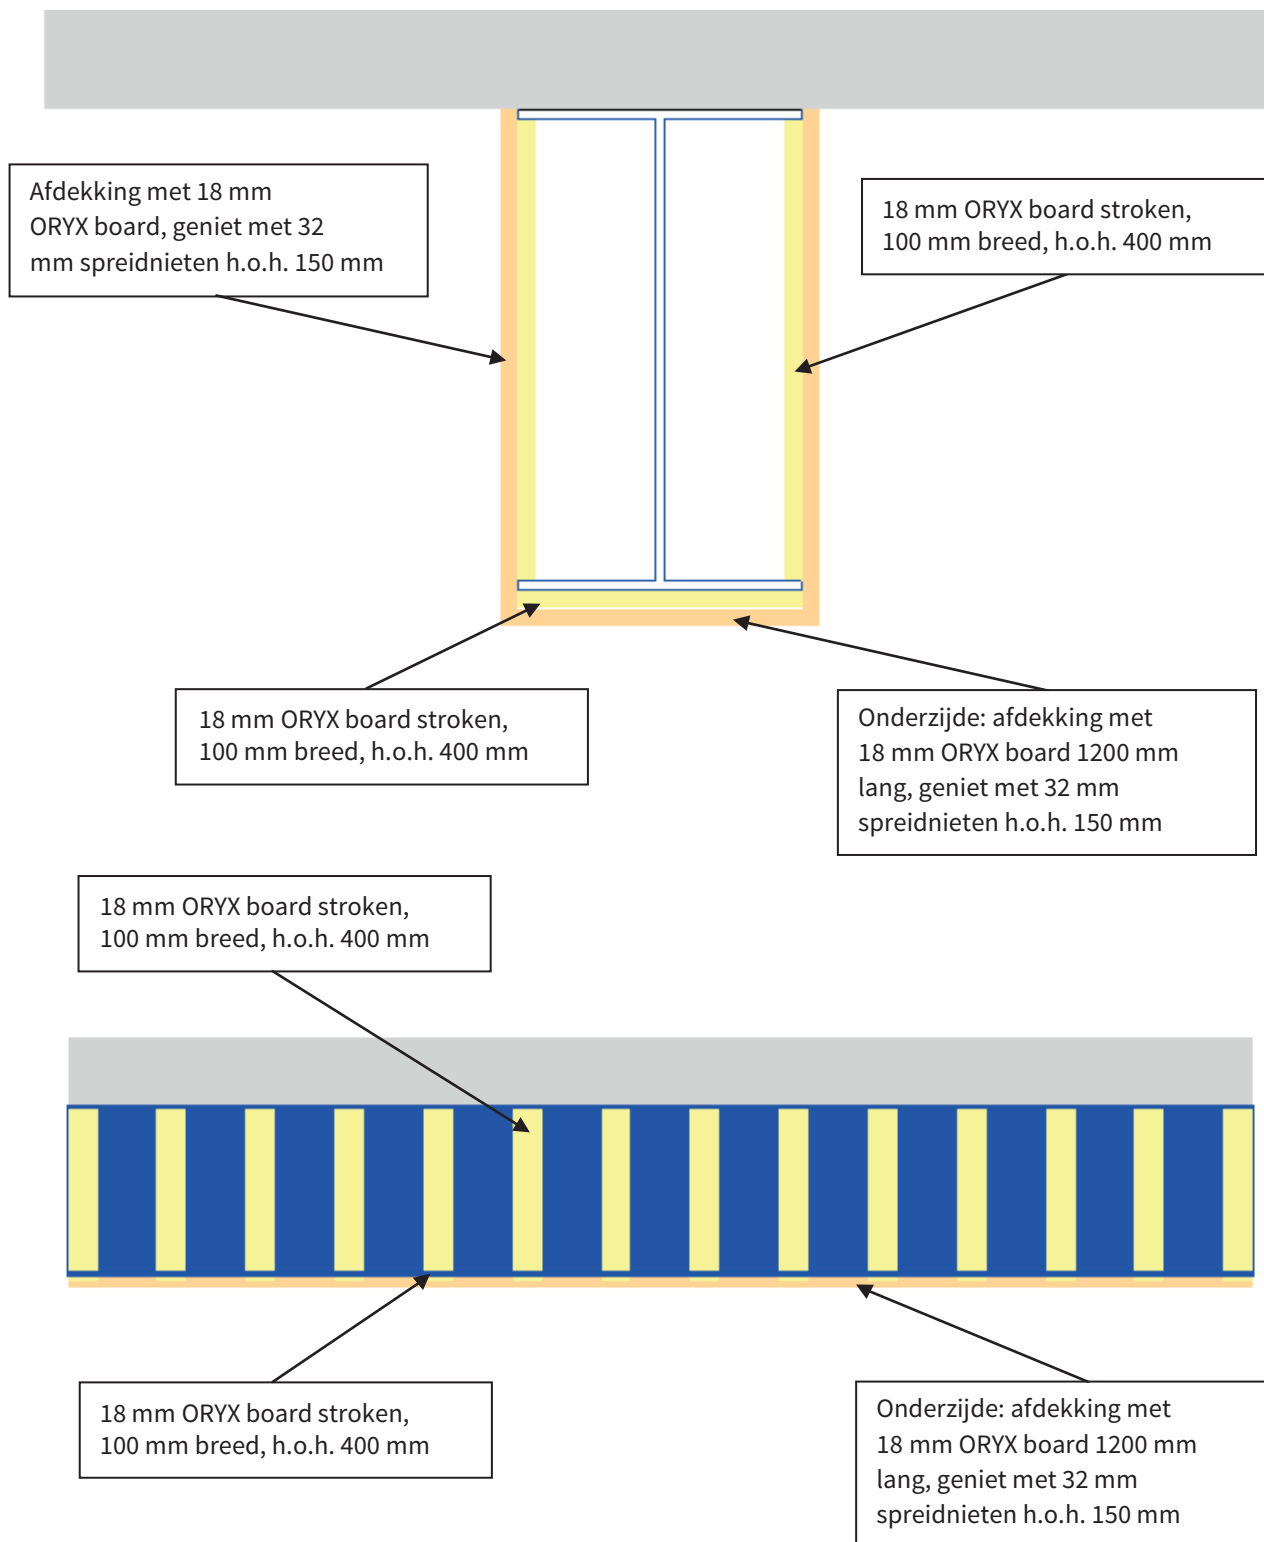 Afdekking met 18 mm
ORYX board, geniet met 32
mm spreidnieten h.o.h. 150 mm
18 mm ORYX board stroken,
100 mm breed, h.o.h. 400 mm
18 mm ORYX board stroken,
100 mm breed, h.o.h. 400 mm
Onderzijde: afdekking met
18 mm ORYX board 1200 mm
lang, geniet met 32 mm
spreidnieten h.o.h. 150 mm
18 mm ORYX board stroken,
100 mm breed, h.o.h. 400 mm
18 mm ORYX board stroken,
100 mm breed, h.o.h. 400 mm
Onderzijde: afdekking met
18 mm ORYX board 1200 mm
lang, geniet met 32 mm
spreidnieten h.o.h. 150 mm